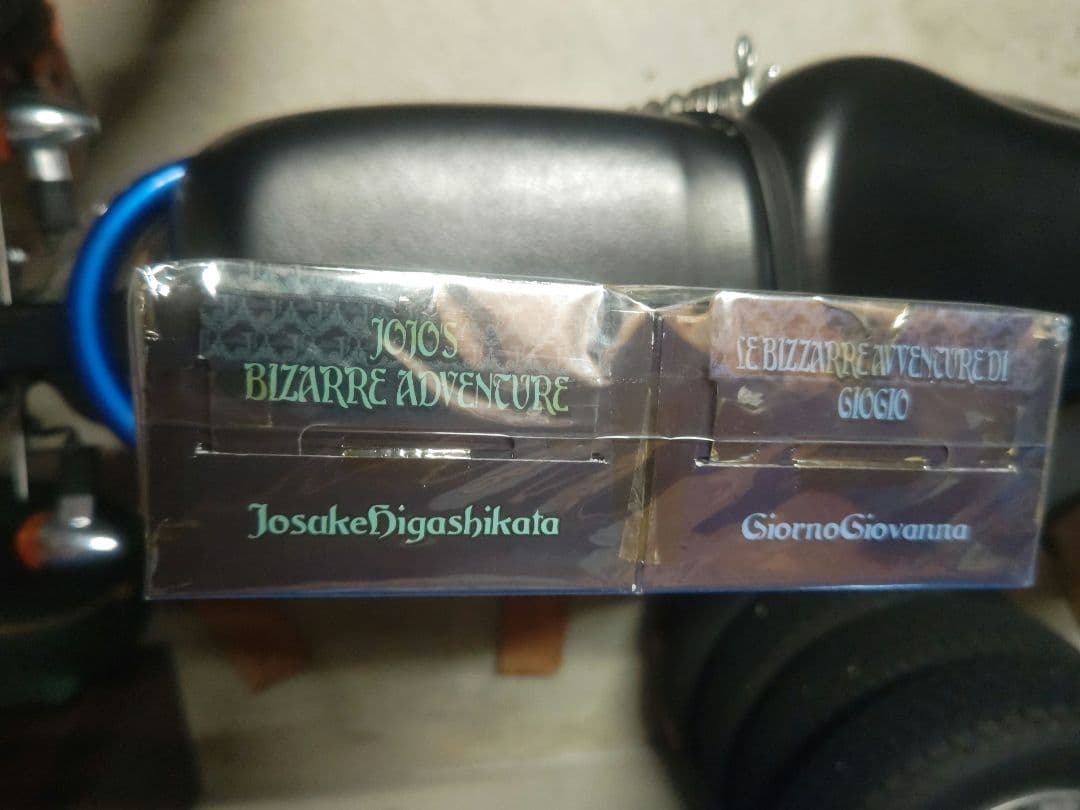 JOJO'S
BIZARRE ADVENTURE
JosukeHigashikata
LE BIZZARRE AVVENTURE DI
GIOGIO
GiornoGiovanna